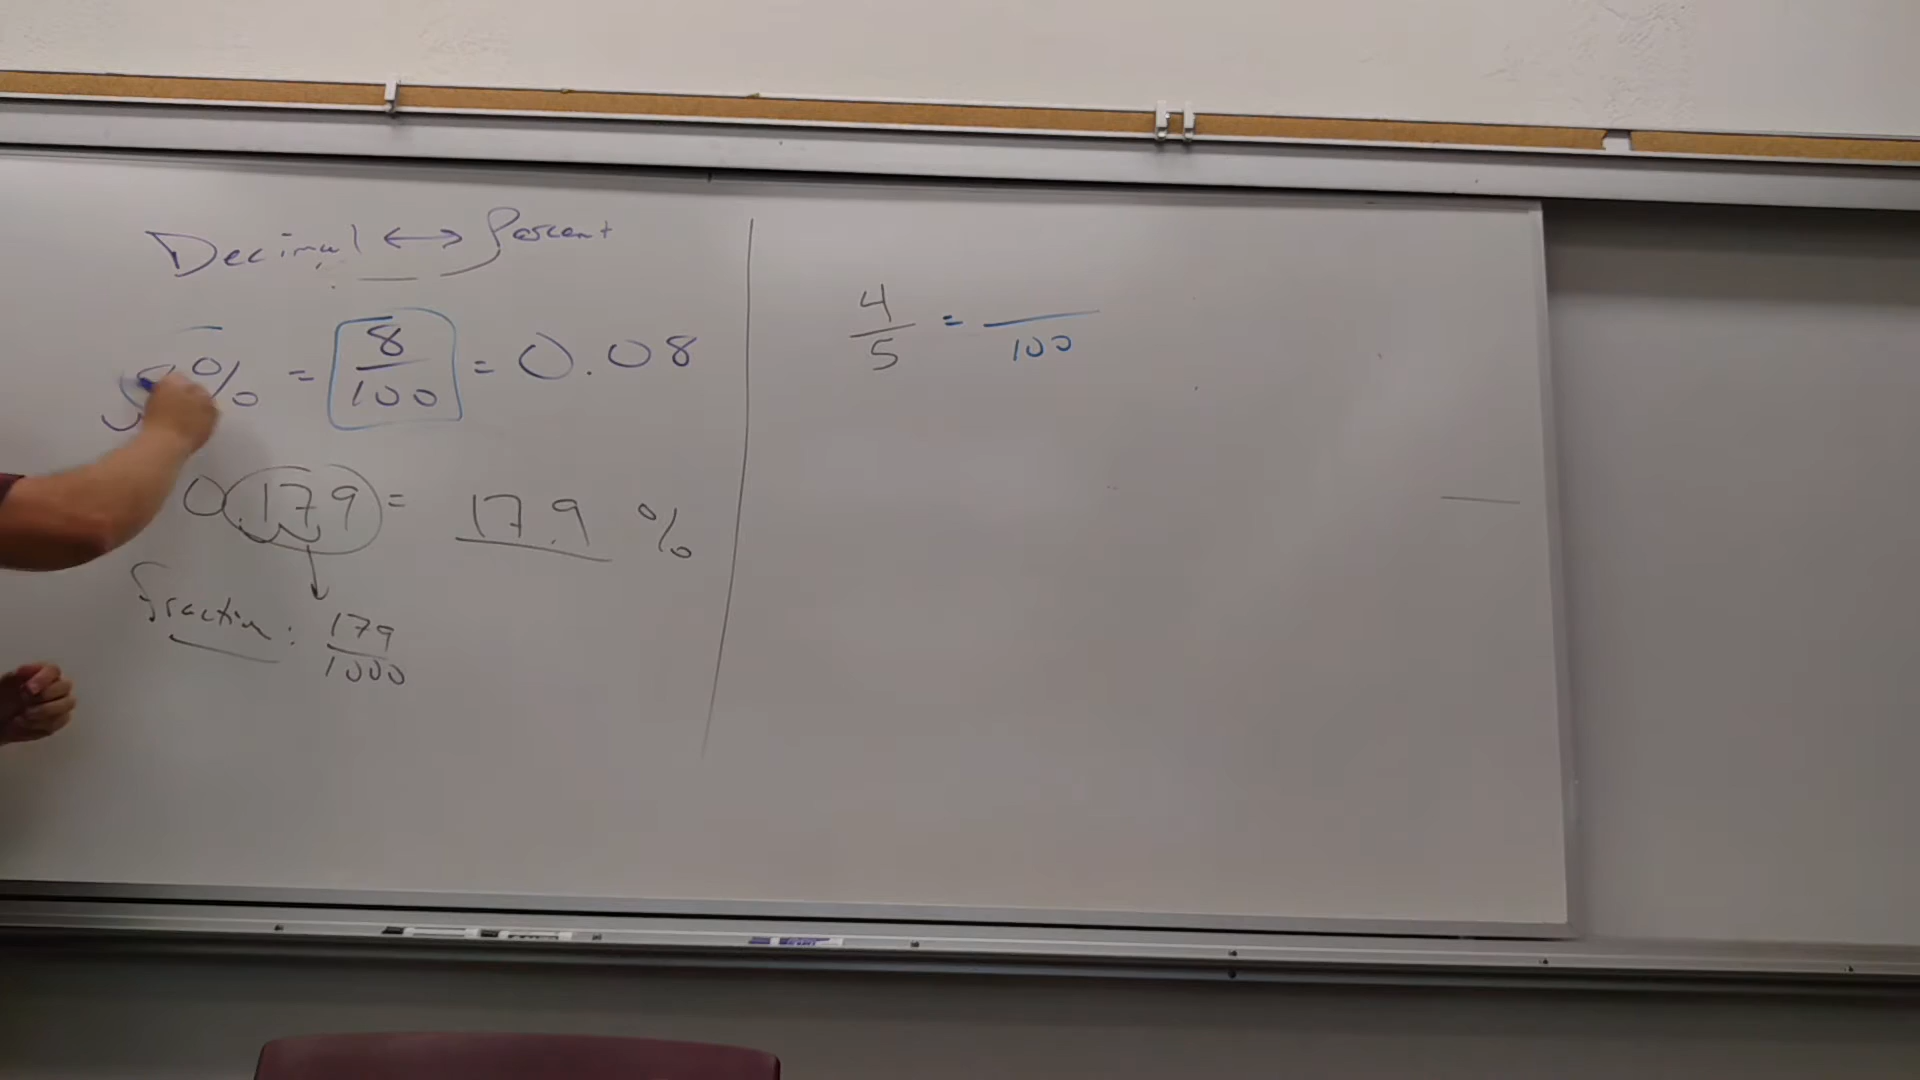 Decimal ↔ Percent
8% = 8/100 = 0.08
0.179 = 17.9 %
fraction: 179/1000
4/5 = /100